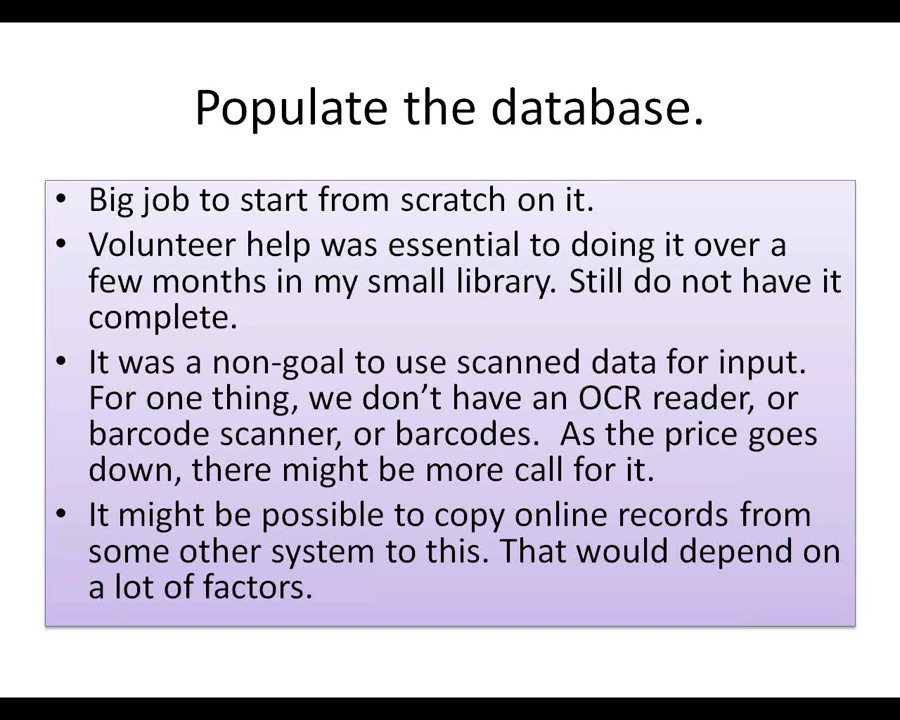 Populate the database.
• Big job to start from scratch on it.
• Volunteer help was essential to doing it over a
few months in my small library. Still do not have it
complete.
• It was a non-goal to use scanned data for input.
For one thing, we don’t have an OCR reader, or
barcode scanner, or barcodes.  As the price goes
down, there might be more call for it.
• It might be possible to copy online records from
some other system to this. That would depend on
a lot of factors.